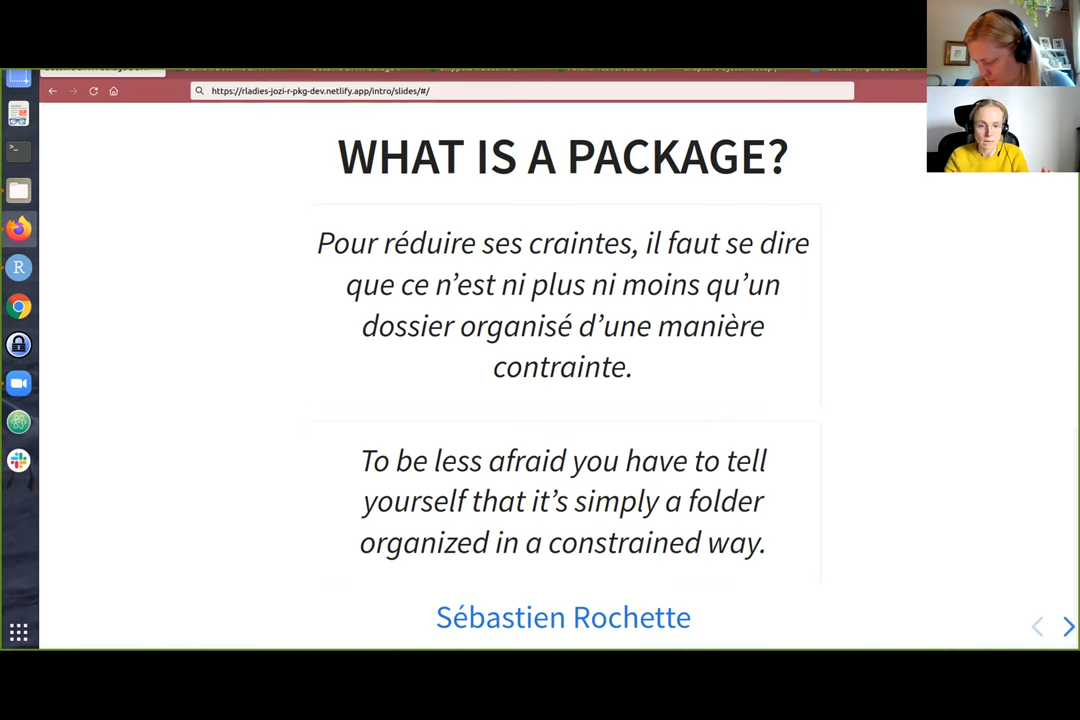 https://rladies-jozi-r-pkg-dev.netlify.app/intro/slides/#/
WHAT IS A PACKAGE?
Pour réduire ses craintes, il faut se dire
que ce n’est ni plus ni moins qu’un
dossier organisé d’une manière
contrainte.
To be less afraid you have to tell
yourself that it’s simply a folder
organized in a constrained way.
Sébastien Rochette